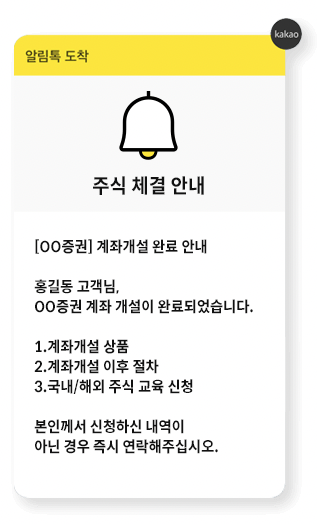 kakao
알림톡 도착
주식 체결 안내
[OO증권] 계좌개설 완료 안내
홍길동 고객님,
OO증권 계좌 개설이 완료되었습니다.
1.계좌개설 상품
2.계좌개설 이후 절차
3.국내/해외 주식 교육 신청
본인께서 신청하신 내역이
아닌 경우 즉시 연락해주십시오.